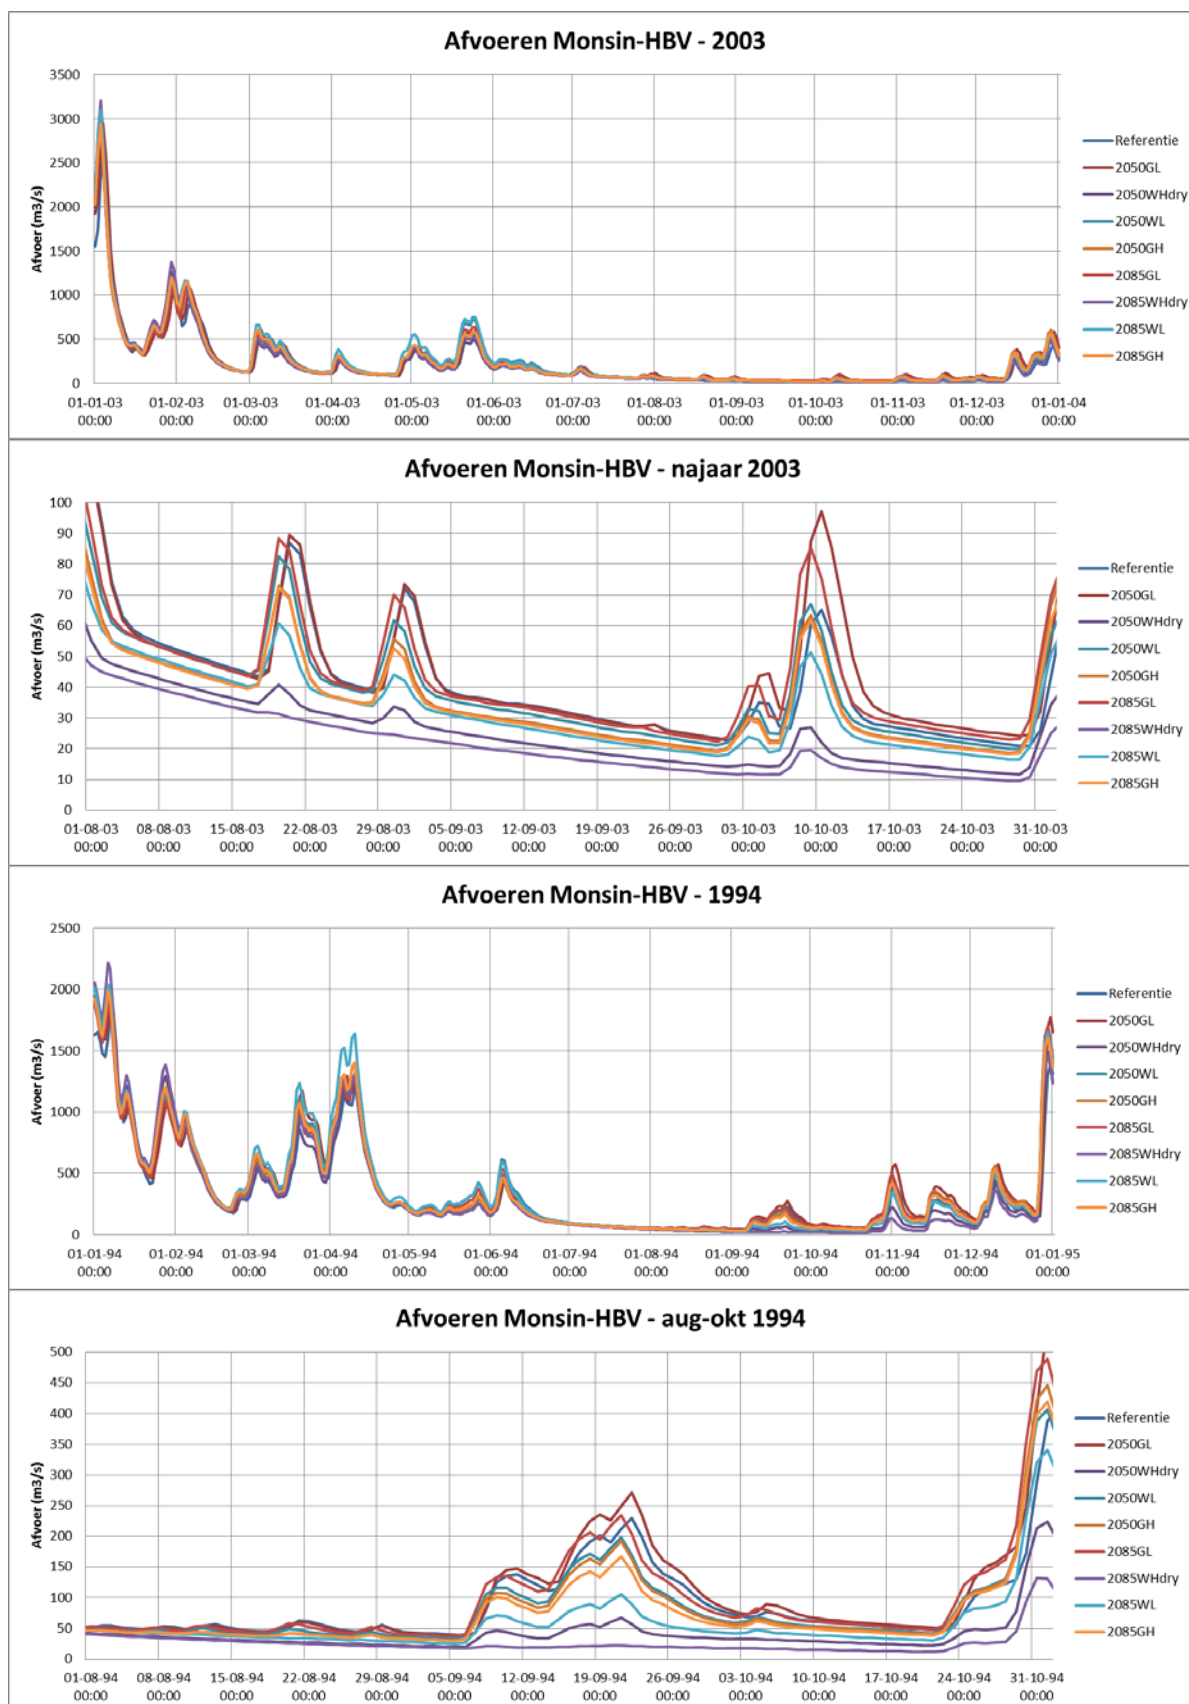 Afvoeren Monsin-HBV - 2003
Afvoer (m3/s)
3500
3000
2500
2000
1500
1000
500
0
01-01-03 01-02-03 01-03-03 01-04-03 01-05-03 01-06-03 01-07-03 01-08-03 01-09-03 01-10-03 01-11-03 01-12-03 01-01-04
00:00 00:00 00:00 00:00 00:00 00:00 00:00 00:00 00:00 00:00 00:00 00:00 00:00
Referentie
2050GL
2050WHdry
2050WL
2050GH
2085GL
2085WHdry
2085WL
2085GH
Afvoeren Monsin-HBV - najaar 2003
Afvoer (m3/s)
100
90
80
70
60
50
40
30
20
10
0
01-08-03 08-08-03 15-08-03 22-08-03 29-08-03 05-09-03 12-09-03 19-09-03 26-09-03 03-10-03 10-10-03 17-10-03 24-10-03 31-10-03
00:00 00:00 00:00 00:00 00:00 00:00 00:00 00:00 00:00 00:00 00:00 00:00 00:00 00:00
Referentie
2050GL
2050WHdry
2050WL
2050GH
2085GL
2085WHdry
2085WL
2085GH
Afvoeren Monsin-HBV - 1994
Afvoer (m3/s)
2500
2000
1500
1000
500
0
01-01-94 01-02-94 01-03-94 01-04-94 01-05-94 01-06-94 01-07-94 01-08-94 01-09-94 01-10-94 01-11-94 01-12-94 01-01-95
00:00 00:00 00:00 00:00 00:00 00:00 00:00 00:00 00:00 00:00 00:00 00:00 00:00
Referentie
2050GL
2050WHdry
2050WL
2050GH
2085GL
2085WHdry
2085WL
2085GH
Afvoeren Monsin-HBV - aug-okt 1994
Afvoer (m3/s)
500
450
400
350
300
250
200
150
100
50
0
01-08-94 08-08-94 15-08-94 22-08-94 29-08-94 05-09-94 12-09-94 19-09-94 26-09-94 03-10-94 10-10-94 17-10-94 24-10-94 31-10-94
00:00 00:00 00:00 00:00 00:00 00:00 00:00 00:00 00:00 00:00 00:00 00:00 00:00 00:00
Referentie
2050GL
2050WHdry
2050WL
2050GH
2085GL
2085WHdry
2085WL
2085GH